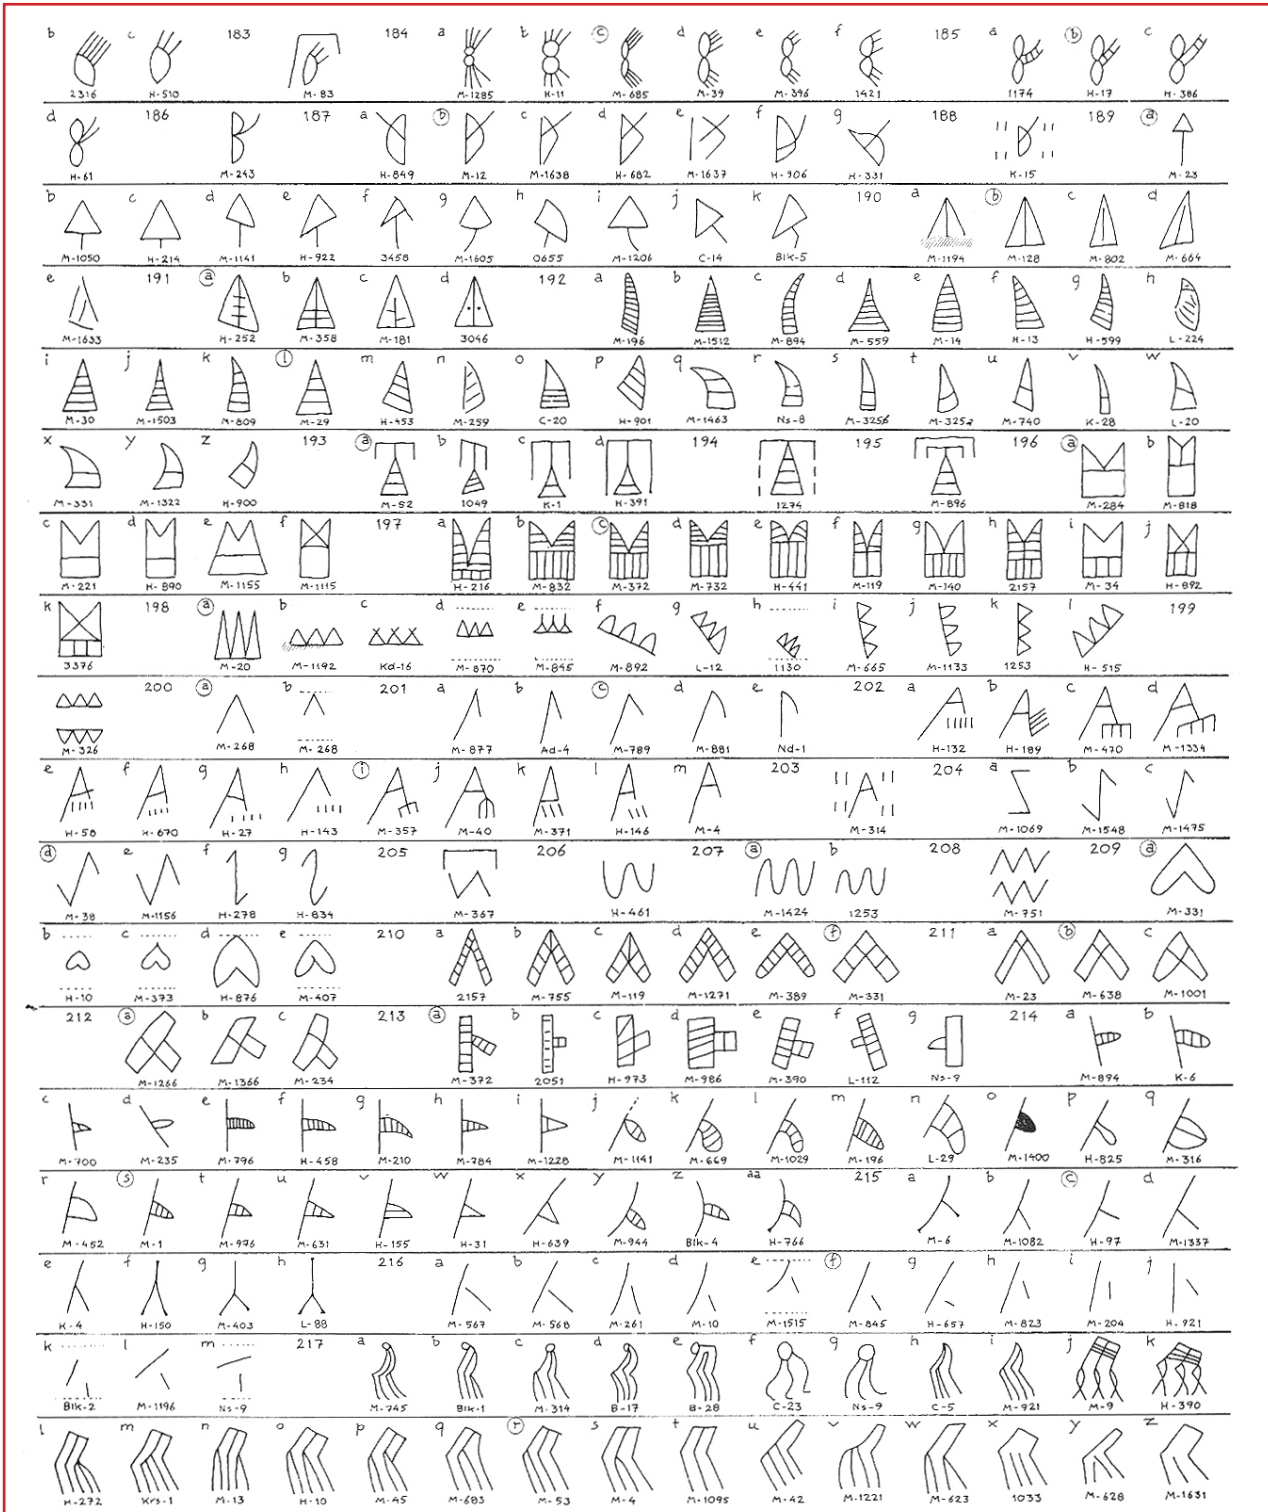 b c 183 184 a b c d e f 185 a b c
2316 H-510 M-83 M-1285 H-11 M-685 M-39 M-396 1421 1174 H-17 H-386
d 186 187 a b c d e f g 188 189 a
H-61 M-243 H-849 M-12 M-1638 H-682 M-1637 H-906 H-331 K-15 M-23
b c d e f g h i j k 190 a b c d
M-1050 H-214 M-1141 H-922 3458 M-1605 0655 M-1206 C-14 Blk-5 M-1194 M-128 M-802 M-664
e 191 a b c d 192 a b c d e f g h
M-1633 H-252 M-358 M-181 3046 M-196 M-1512 M-894 M-559 M-14 H-13 H-599 L-224
i j k l m n o p q r s t u v w
M-30 M-1503 M-809 M-29 H-453 M-259 C-20 H-901 M-1463 Ns-8 M-325b M-325a M-740 K-28 L-20
x y z 193 a b c d 194 195 196 a b
M-331 M-1322 H-900 M-52 1049 K-1 H-391 1274 M-896 M-284 M-818
c d e f 197 a b c d e f g h i j
M-221 H-890 M-1155 M-1115 H-216 M-832 M-372 M-732 H-441 M-119 M-140 2157 M-34 H-892
k 198 a b c d e f g h i j k l 199
3376 M-20 M-1192 Kd-16 M-870 M-845 M-892 L-12 1130 M-665 M-1133 1253 H-515
200 a b 201 a b c d e 202 a b c d
M-326 M-268 M-268 M-877 Ad-4 M-789 M-881 Nd-1 H-132 H-189 M-470 M-1334
e f g h i j k l m 203 204 a b c
H-58 H-670 H-27 H-143 M-357 M-40 M-371 H-146 M-4 M-314 M-1069 M-1548 M-1475
d e f g 205 206 207 a b 208 209 a
M-38 M-1156 H-278 H-834 M-367 H-461 M-1424 1253 M-751 M-331
b c d e 210 a b c d e f 211 a b c
H-10 M-373 H-876 M-407 2157 M-755 M-119 M-1271 M-389 M-331 M-23 M-638 M-1001
212 a b c 213 a b c d e f g 214 a b
M-1266 M-1366 M-234 M-372 2051 H-973 M-986 M-390 L-112 Ns-9 M-894 K-6
c d e f g h i j k l m n o p q
M-700 M-235 M-796 H-458 M-210 M-784 M-1228 M-1141 M-669 M-1029 M-196 L-29 M-1400 H-825 M-316
r s t u v w x y z aa 215 a b c d
M-452 M-1 M-976 M-631 H-155 H-31 H-639 M-944 Blk-4 H-766 M-6 M-1082 H-97 M-1337
e f g h 216 a b c d e f g h i j
K-4 H-150 M-403 L-88 M-567 M-568 M-261 M-10 M-1515 M-845 H-657 M-823 M-204 H-921
k l m 217 a b c d e f g h i j k
Blk-2 M-1196 Ns-9 M-745 Blk-1 M-314 B-17 B-28 C-23 Ns-9 C-5 M-921 M-9 H-390
l m n o p q r s t u v w x y z
H-272 Krs-1 M-13 H-10 M-45 M-683 M-53 M-4 M-1095 M-42 M-1221 M-623 1033 M-628 M-1631